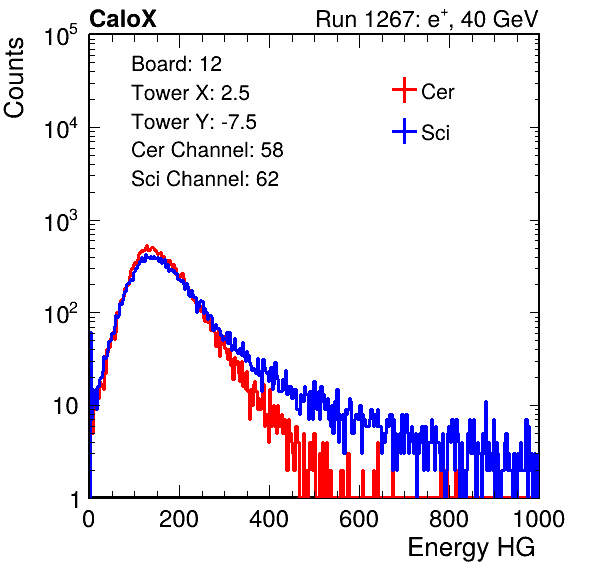 CaloX Run 1267: e+, 40 GeV
Counts
Board: 12
Tower X: 2.5
Tower Y: -7.5
Cer Channel: 58
Sci Channel: 62
Cer
Sci
10^5
10^4
10^3
10^2
10
1
0 200 400 600 800 1000
Energy HG